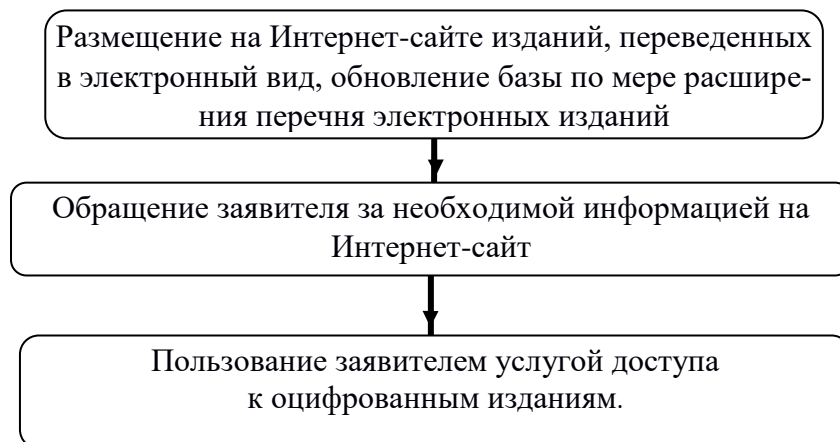 Размещение на Интернет-сайте изданий, переведенных
в электронный вид, обновление базы по мере расшире-
ния перечня электронных изданий
Обращение заявителя за необходимой информацией на
Интернет-сайт
Пользование заявителем услугой доступа
к оцифрованным изданиям.